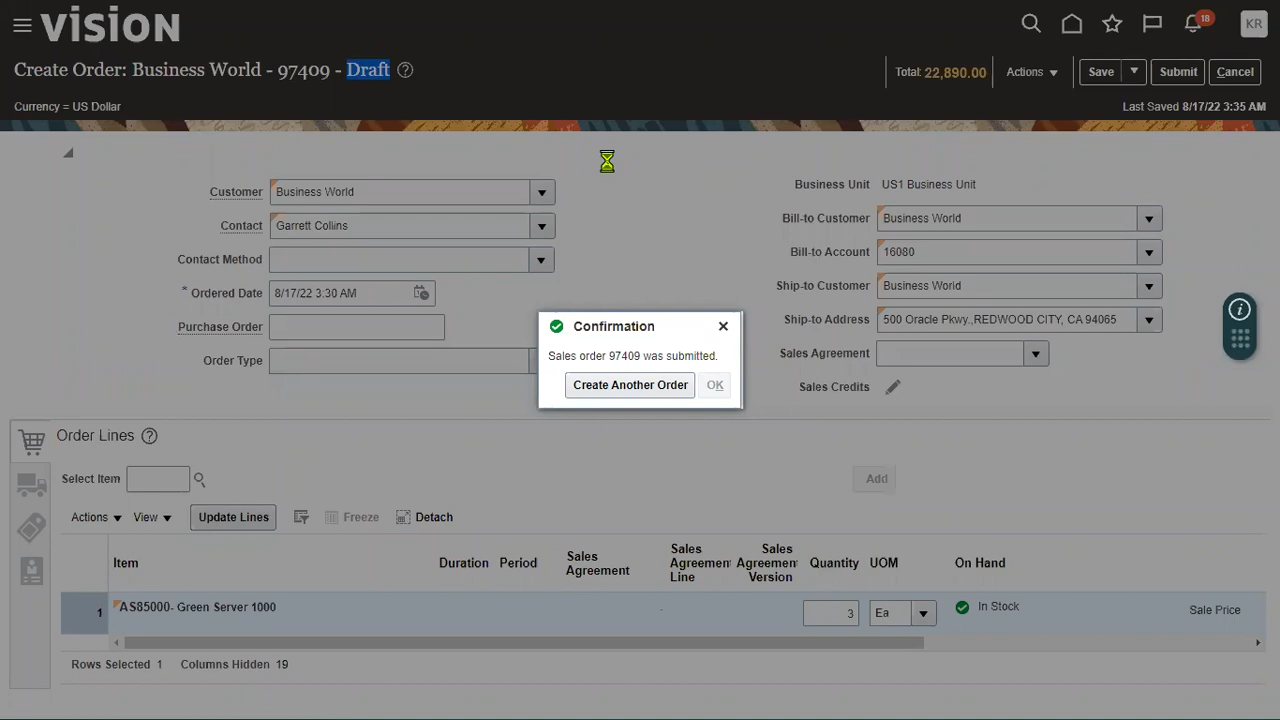 vision
18
KR
Create Order: Business World - 97409 - Draft
Total: 22,890.00
Actions
Save
Submit
Cancel
Currency = US Dollar
Last Saved 8/17/22 3:35 AM
Customer Business World
Contact Garrett Collins
Contact Method
* Ordered Date 8/17/22 3:30 AM
Purchase Order
Order Type
Business Unit US1 Business Unit
Bill-to Customer Business World
Bill-to Account 16080
Ship-to Customer Business World
Ship-to Address 500 Oracle Pkwy.,REDWOOD CITY, CA 94065
Sales Agreement
Sales Credits
Confirmation
Sales order 97409 was submitted.
Create Another Order OK
Order Lines
Select Item
Add
Actions View Update Lines Freeze Detach
Item
Duration
Period
Sales
Agreement
Sales
Agreement
Line
Sales
Agreement
Version
Quantity
UOM
On Hand
1 AS85000- Green Server 1000 3 Ea In Stock Sale Price
Rows Selected 1 Columns Hidden 19